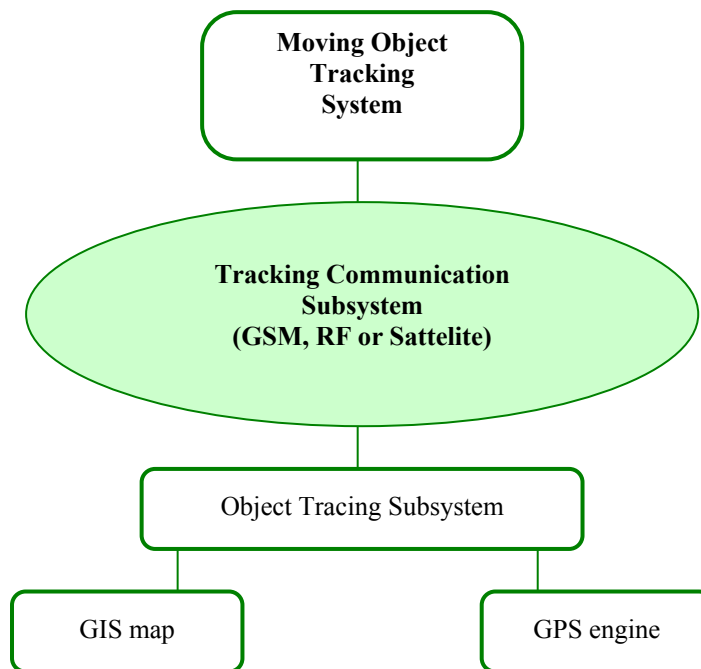 Moving Object
Tracking
System
Tracking Communication
Subsystem
(GSM, RF or Sattelite)
Object Tracing Subsystem
GIS map
GPS engine